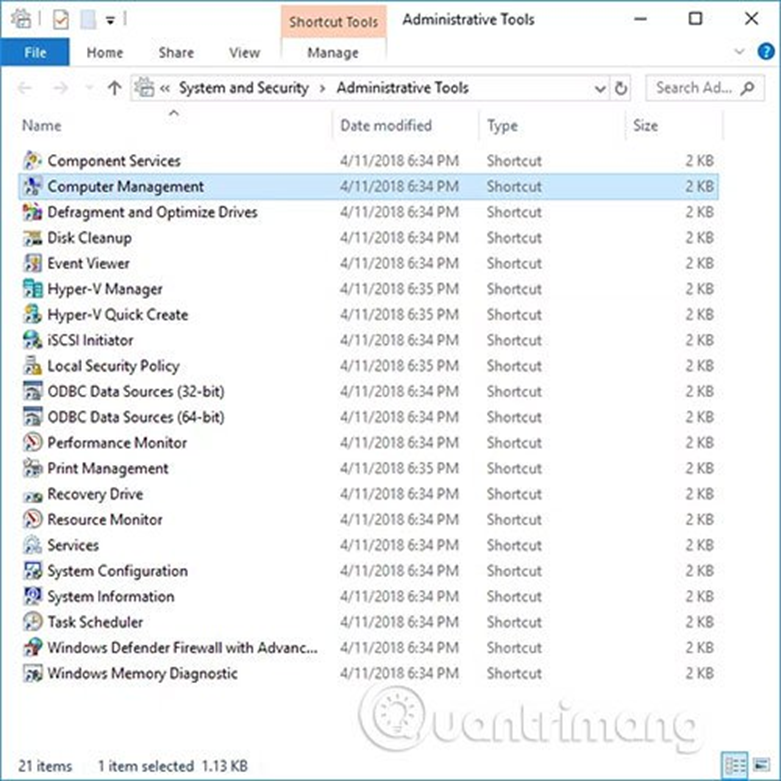 Shortcut Tools Administrative Tools
File Home Share View Manage
« System and Security › Administrative Tools Search Ad...
Name Date modified Type Size
Component Services 4/11/2018 6:34 PM Shortcut 2 KB
Computer Management 4/11/2018 6:34 PM Shortcut 2 KB
Defragment and Optimize Drives 4/11/2018 6:34 PM Shortcut 2 KB
Disk Cleanup 4/11/2018 6:34 PM Shortcut 2 KB
Event Viewer 4/11/2018 6:34 PM Shortcut 2 KB
Hyper-V Manager 4/11/2018 6:35 PM Shortcut 2 KB
Hyper-V Quick Create 4/11/2018 6:35 PM Shortcut 2 KB
iSCSI Initiator 4/11/2018 6:34 PM Shortcut 2 KB
Local Security Policy 4/11/2018 6:35 PM Shortcut 2 KB
ODBC Data Sources (32-bit) 4/11/2018 6:34 PM Shortcut 2 KB
ODBC Data Sources (64-bit) 4/11/2018 6:34 PM Shortcut 2 KB
Performance Monitor 4/11/2018 6:34 PM Shortcut 2 KB
Print Management 4/11/2018 6:35 PM Shortcut 2 KB
Recovery Drive 4/11/2018 6:34 PM Shortcut 2 KB
Resource Monitor 4/11/2018 6:34 PM Shortcut 2 KB
Services 4/11/2018 6:34 PM Shortcut 2 KB
System Configuration 4/11/2018 6:34 PM Shortcut 2 KB
System Information 4/11/2018 6:34 PM Shortcut 2 KB
Task Scheduler 4/11/2018 6:34 PM Shortcut 2 KB
Windows Defender Firewall with Advanc... 4/11/2018 6:34 PM Shortcut 2 KB
Windows Memory Diagnostic 4/11/2018 6:34 PM Shortcut 2 KB
Quantrimang
21 items 1 item selected 1.13 KB